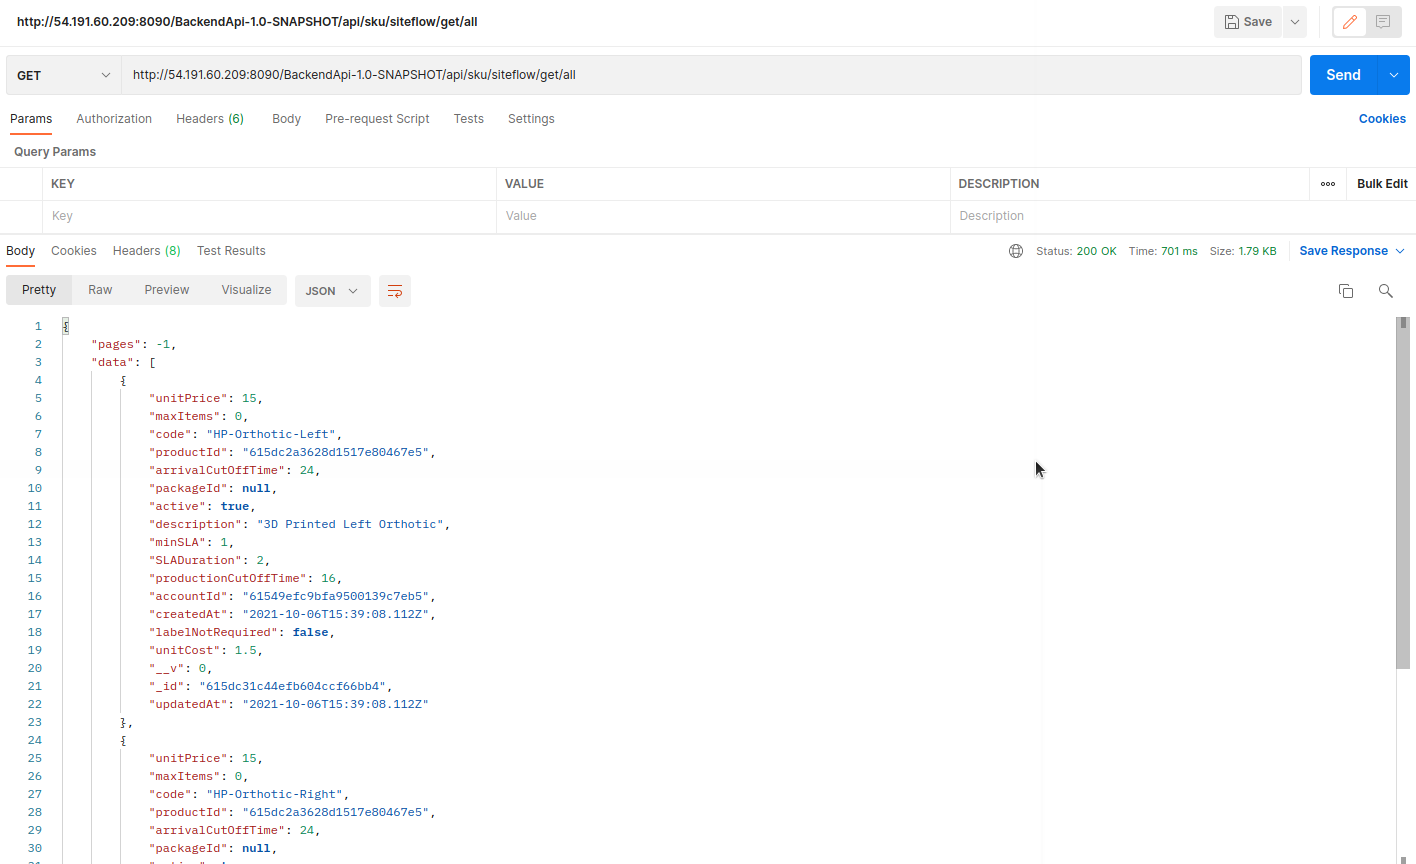 http://54.191.60.209:8090/BackendApi-1.0-SNAPSHOT/api/sku/siteflow/get/all
Save
GET http://54.191.60.209:8090/BackendApi-1.0-SNAPSHOT/api/sku/siteflow/get/all Send
Params Authorization Headers (6) Body Pre-request Script Tests Settings Cookies
Query Params
KEY VALUE DESCRIPTION ooo Bulk Edit
Key Value Description
Body Cookies Headers (8) Test Results Status: 200 OK Time: 701 ms Size: 1.79 KB Save Response
Pretty Raw Preview Visualize JSON
1 {
2 "pages": -1,
3 "data": [
4 {
5 "unitPrice": 15,
6 "maxItems": 0,
7 "code": "HP-Orthotic-Left",
8 "productId": "615dc2a3628d1517e80467e5",
9 "arrivalCutOffTime": 24,
10 "packageId": null,
11 "active": true,
12 "description": "3D Printed Left Orthotic",
13 "minSLA": 1,
14 "SLADuration": 2,
15 "productionCutOffTime": 16,
16 "accountId": "61549efc9bfa9500139c7eb5",
17 "createdAt": "2021-10-06T15:39:08.112Z",
18 "labelNotRequired": false,
19 "unitCost": 1.5,
20 "__v": 0,
21 "_id": "615dc31c44efb604ccf66bb4",
22 "updatedAt": "2021-10-06T15:39:08.112Z"
23 },
24 {
25 "unitPrice": 15,
26 "maxItems": 0,
27 "code": "HP-Orthotic-Right",
28 "productId": "615dc2a3628d1517e80467e5",
29 "arrivalCutOffTime": 24,
30 "packageId": null,